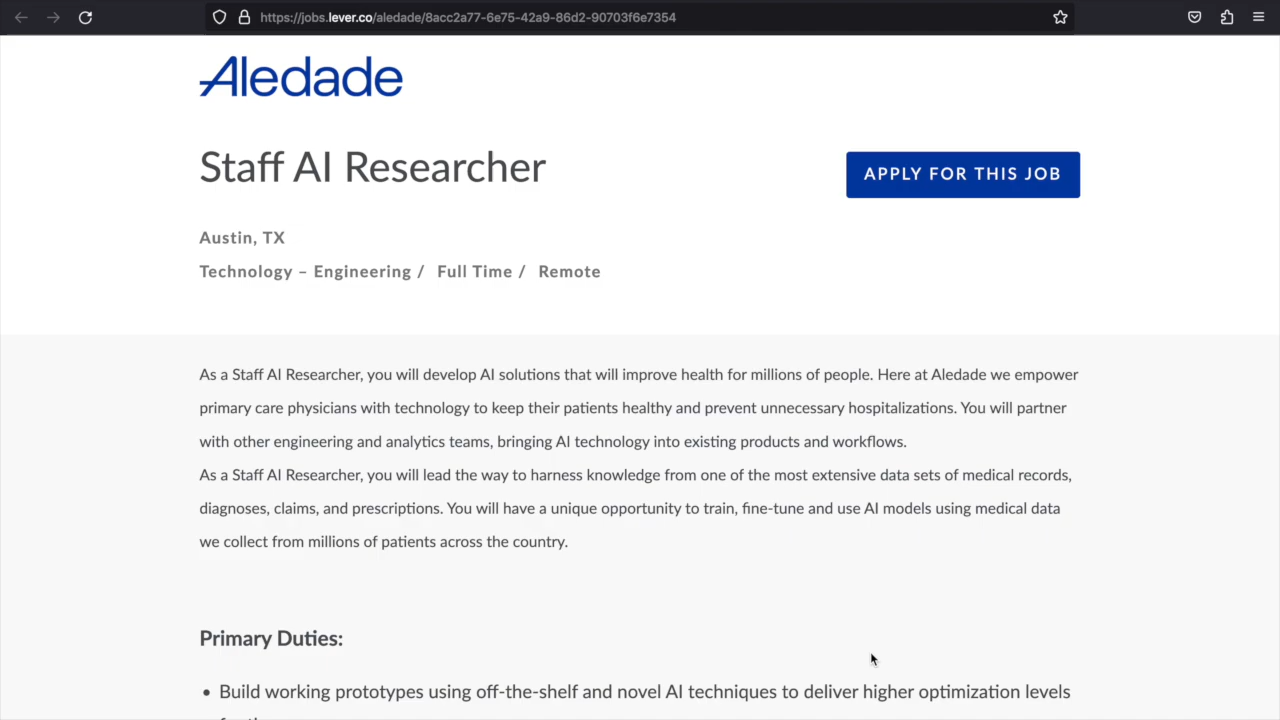 https://jobs.lever.co/aledade/8acc2a77-6e75-42a9-86d2-90703f6e7354
Aledade
Staff AI Researcher
APPLY FOR THIS JOB
Austin, TX
Technology – Engineering / Full Time / Remote
As a Staff AI Researcher, you will develop AI solutions that will improve health for millions of people. Here at Aledade we empower
primary care physicians with technology to keep their patients healthy and prevent unnecessary hospitalizations. You will partner
with other engineering and analytics teams, bringing AI technology into existing products and workflows.
As a Staff AI Researcher, you will lead the way to harness knowledge from one of the most extensive data sets of medical records,
diagnoses, claims, and prescriptions. You will have a unique opportunity to train, fine-tune and use AI models using medical data
we collect from millions of patients across the country.
Primary Duties:
• Build working prototypes using off-the-shelf and novel AI techniques to deliver higher optimization levels